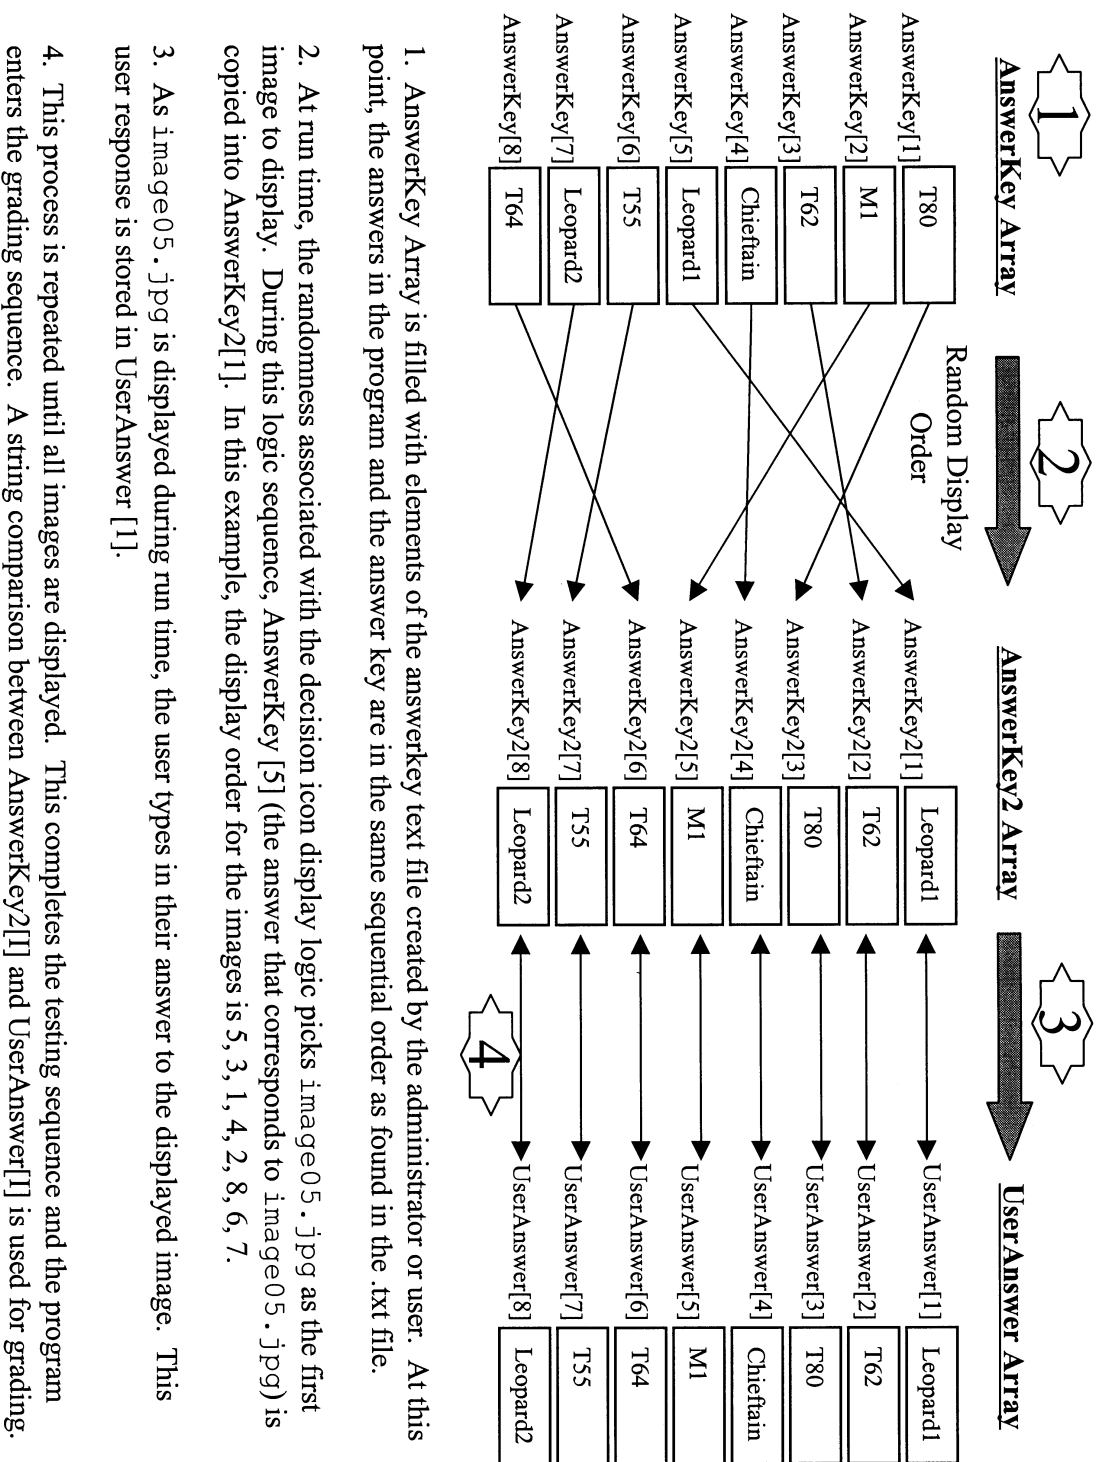 1
2
3
AnswerKey Array
AnswerKey2 Array
UserAnswer Array
Random Display
Order
AnswerKey[1] T80 AnswerKey2[1] Leopard1 UserAnswer[1] Leopard1
AnswerKey[2] M1 AnswerKey2[2] T62 UserAnswer[2] T62
AnswerKey[3] T62 AnswerKey2[3] T80 UserAnswer[3] T80
AnswerKey[4] Chieftain AnswerKey2[4] Chieftain UserAnswer[4] Chieftain
AnswerKey[5] Leopard1 AnswerKey2[5] M1 UserAnswer[5] M1
AnswerKey[6] T55 AnswerKey2[6] T64 UserAnswer[6] T64
AnswerKey[7] Leopard2 AnswerKey2[7] T55 UserAnswer[7] T55
AnswerKey[8] T64 AnswerKey2[8] Leopard2 UserAnswer[8] Leopard2
4
1. AnswerKey Array is filled with elements of the answerkey text file created by the administrator or user. At this
point, the answers in the program and the answer key are in the same sequential order as found in the .txt file.
2. At run time, the randomness associated with the decision icon display logic picks image05.jpg as the first
image to display. During this logic sequence, AnswerKey [5] (the answer that corresponds to image05.jpg) is
copied into AnswerKey2[1]. In this example, the display order for the images is 5, 3, 1, 4, 2, 8, 6, 7.
3. As image05.jpg is displayed during run time, the user types in their answer to the displayed image. This
user response is stored in UserAnswer [1].
4. This process is repeated until all images are displayed. This completes the testing sequence and the program
enters the grading sequence. A string comparison between AnswerKey2[I] and UserAnswer[I] is used for grading.